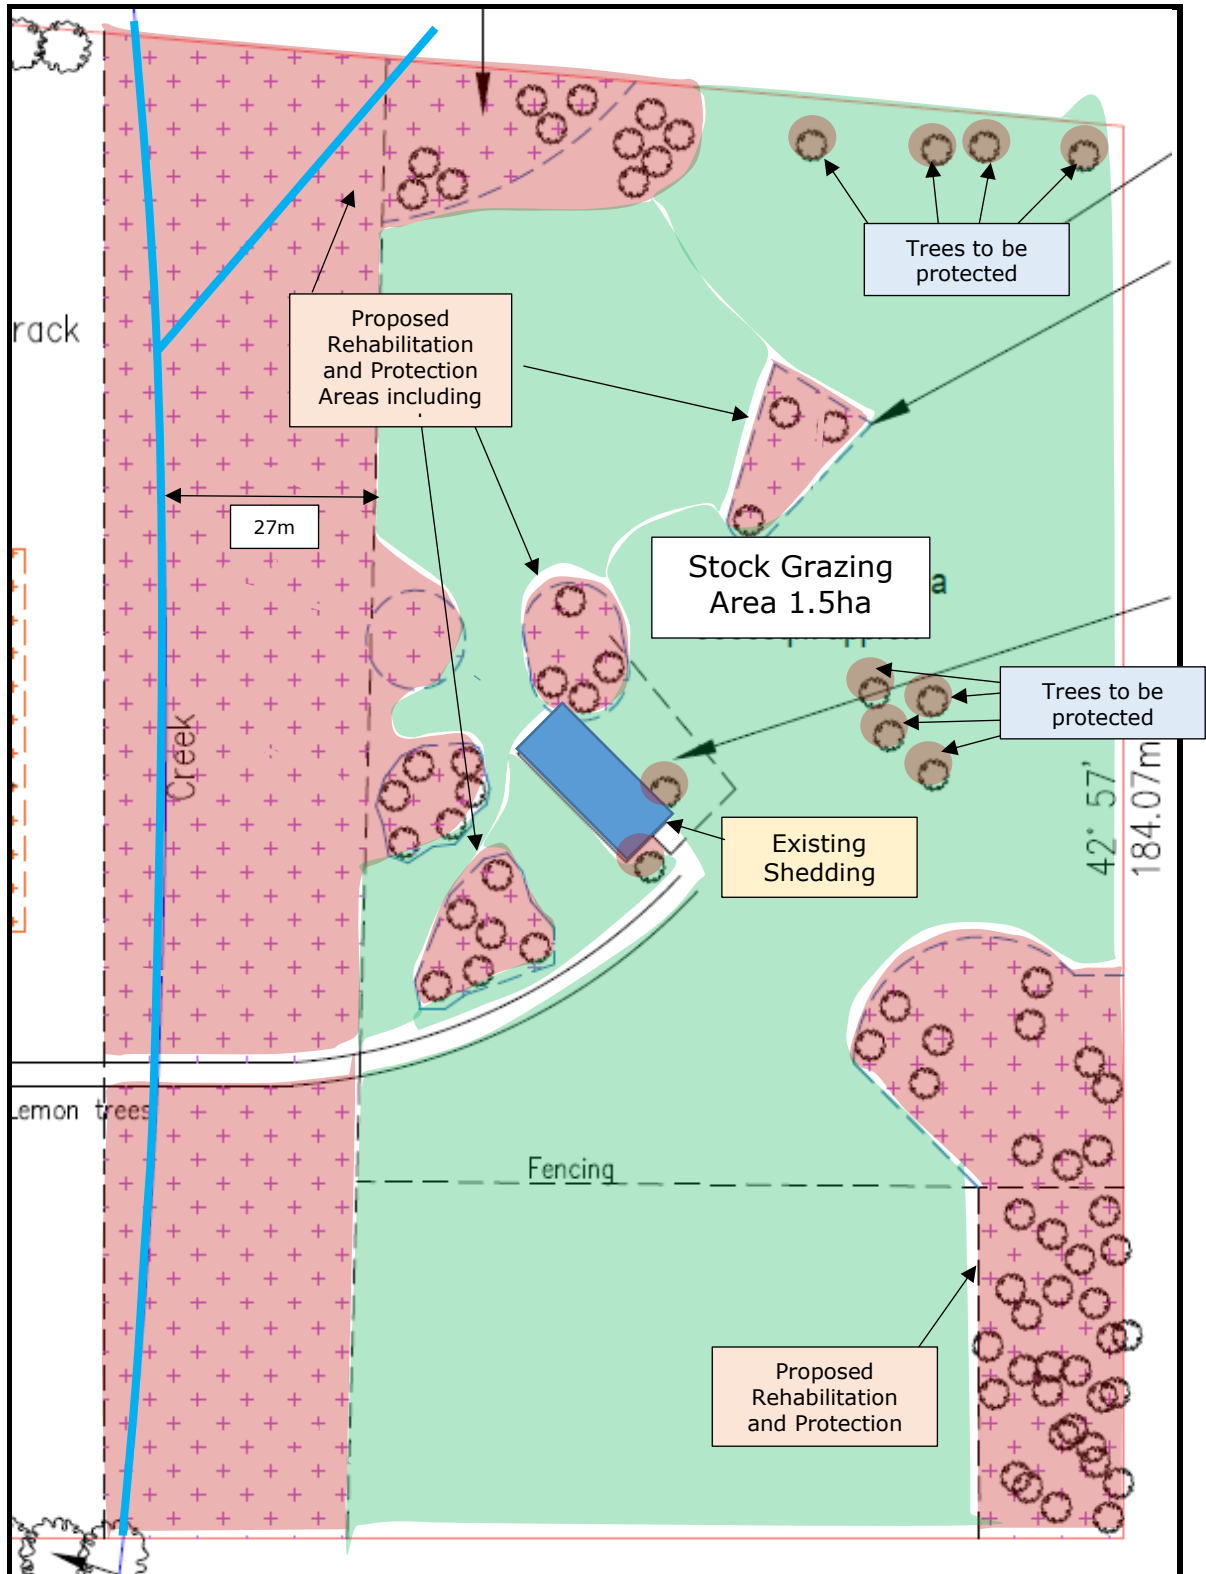 Trees to be
protected
rack
Proposed
Rehabilitation
and Protection
Areas including
27m
Stock Grazing
Area 1.5ha
a
Trees to be
protected
Creek
42° 57'
184.07m
Existing
Shedding
Lemon trees
Fencing
Proposed
Rehabilitation
and Protection